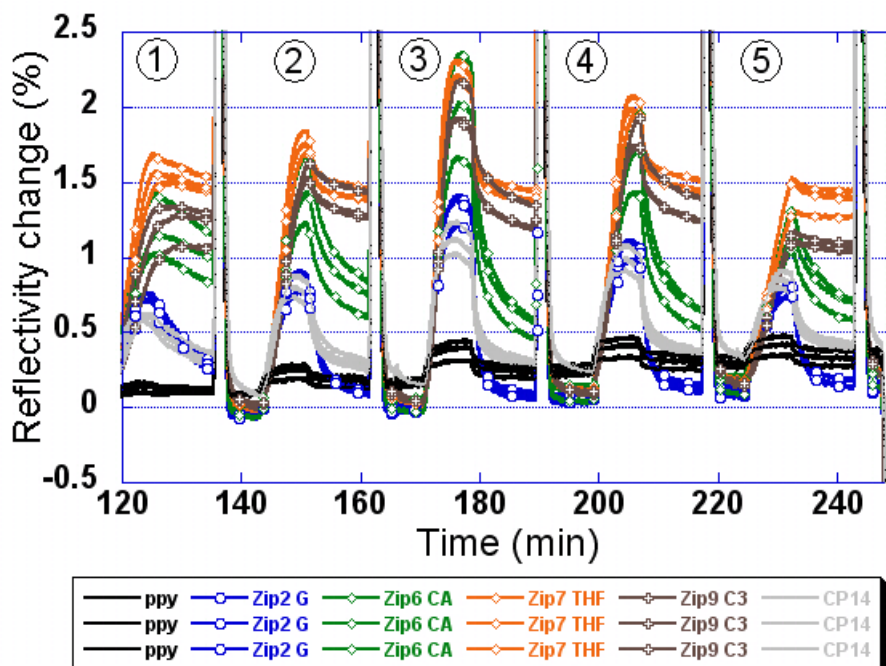 2.5
① ② ③ ④ ⑤
2
1.5
1
0.5
0
-0.5
Reflectivity change (%)
120 140 160 180 200 220 240
Time (min)
ppy Zip2 G Zip6 CA Zip7 THF Zip9 C3 CP14
ppy Zip2 G Zip6 CA Zip7 THF Zip9 C3 CP14
ppy Zip2 G Zip6 CA Zip7 THF Zip9 C3 CP14